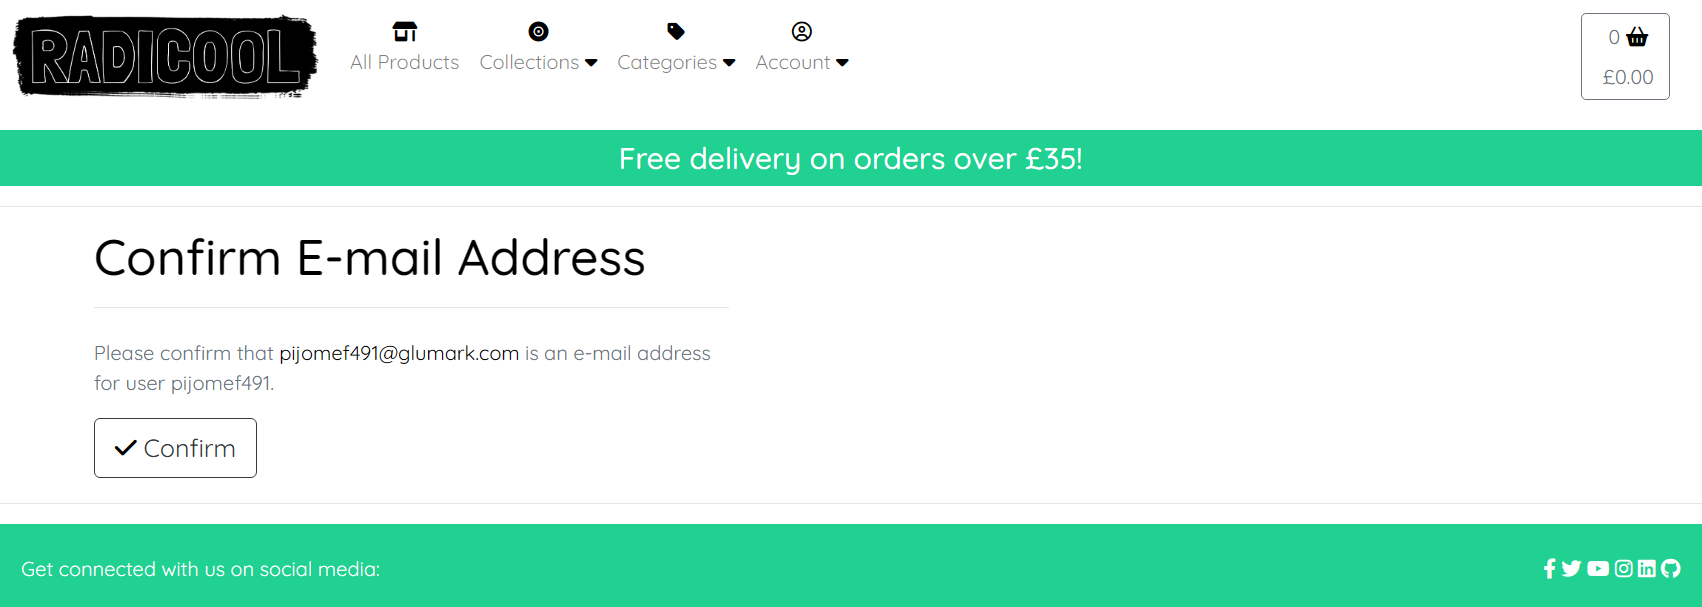 RADICOOL
All Products
Collections
Categories
Account
0
£0.00
Free delivery on orders over £35!
Confirm E-mail Address
Please confirm that pijomef491@glumark.com is an e-mail address
for user pijomef491.
Confirm
Get connected with us on social media: